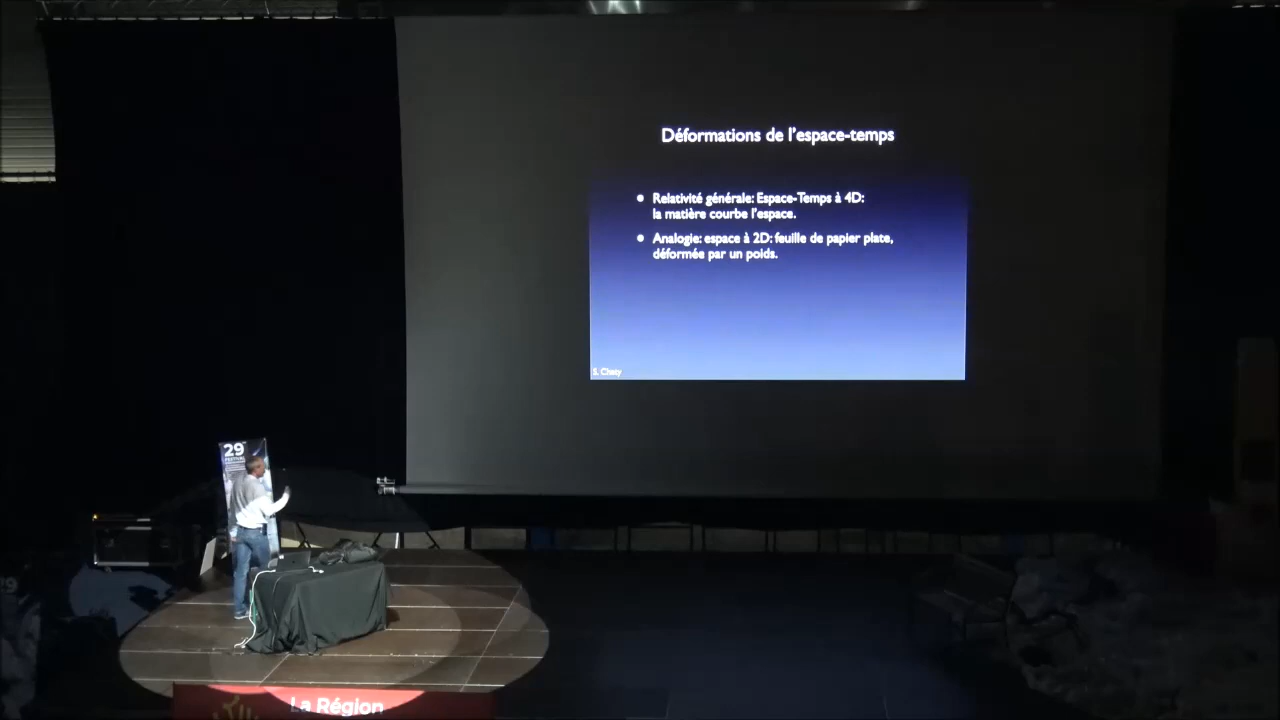 Déformations de l'espace-temps
• Relativité générale: Espace-Temps à 4D:
la matière courbe l'espace.
• Analogie: espace à 2D: feuille de papier plate,
déformée par un poids.
S. Chaty
29
FESTIVAL
La Région